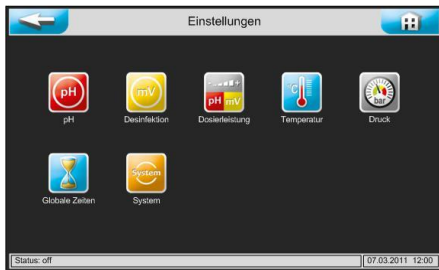 Einstellungen
pH
mV
pH mV
°C
bar
pH
Desinfektion
Dosierleistung
Temperatur
Druck
System
Globale Zeiten
System
Status: off
07.03.2011 12:00